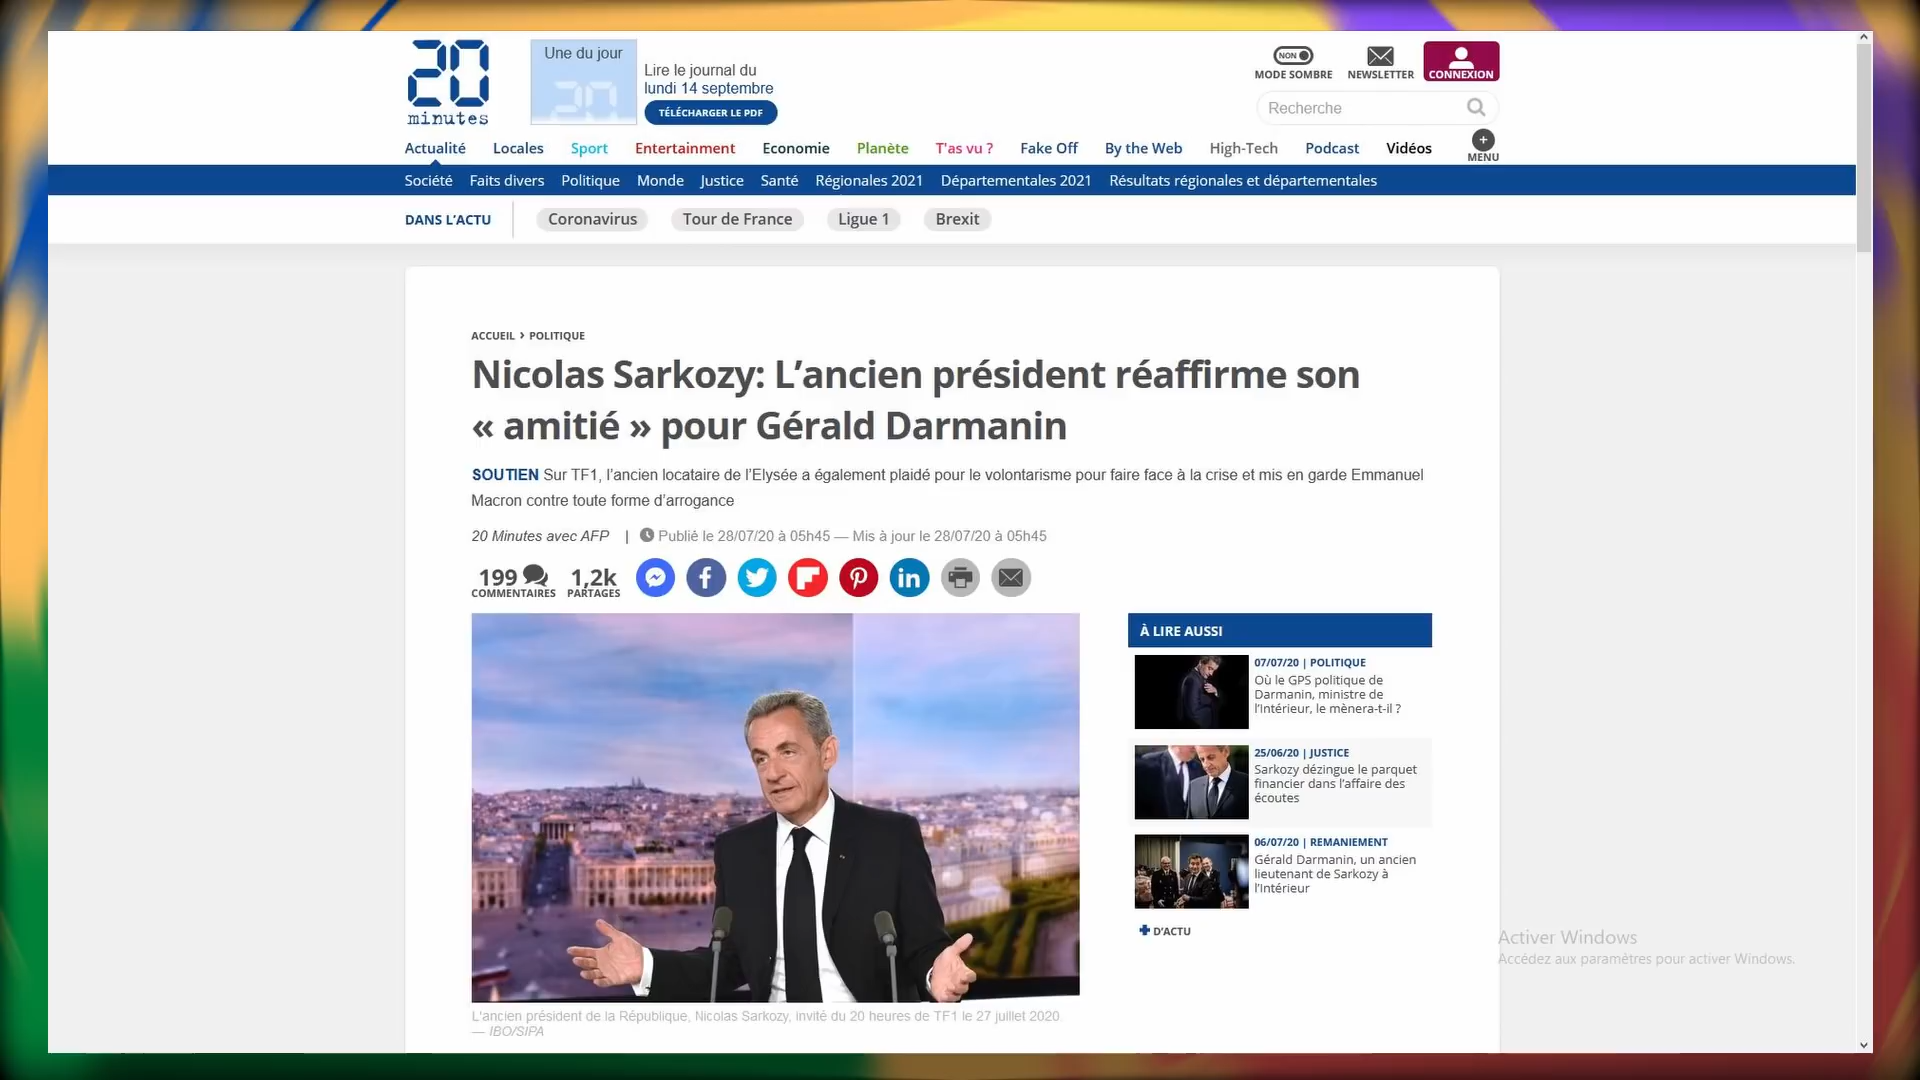 20
minutes
Une du jour
20
Lire le journal du
lundi 14 septembre
TÉLÉCHARGER LE PDF
NON
MODE SOMBRE
NEWSLETTER
CONNEXION
Recherche
Actualité Locales Sport Entertainment Economie Planète T'as vu ? Fake Off By the Web High-Tech Podcast Vidéos
MENU
Société Faits divers Politique Monde Justice Santé Régionales 2021 Départementales 2021 Résultats régionales et départementales
DANS L'ACTU Coronavirus Tour de France Ligue 1 Brexit
ACCUEIL › POLITIQUE
Nicolas Sarkozy: L'ancien président réaffirme son
« amitié » pour Gérald Darmanin
SOUTIEN Sur TF1, l'ancien locataire de l'Elysée a également plaidé pour le volontarisme pour faire face à la crise et mis en garde Emmanuel
Macron contre toute forme d'arrogance
20 Minutes avec AFP | Publié le 28/07/20 à 05h45 — Mis à jour le 28/07/20 à 05h45
199
COMMENTAIRES
1,2k
PARTAGES
À LIRE AUSSI
07/07/20 | POLITIQUE
Où le GPS politique de
Darmanin, ministre de
l'Intérieur, le mènera-t-il ?
25/06/20 | JUSTICE
Sarkozy dézingue le parquet
financier dans l'affaire des
écoutes
06/07/20 | REMANIEMENT
Gérald Darmanin, un ancien
lieutenant de Sarkozy à
l'Intérieur
D'ACTU
L'ancien président de la République, Nicolas Sarkozy, invité du 20 heures de TF1 le 27 juillet 2020.
— IBO/SIPA
Activer Windows
Accédez aux paramètres pour activer Windows.